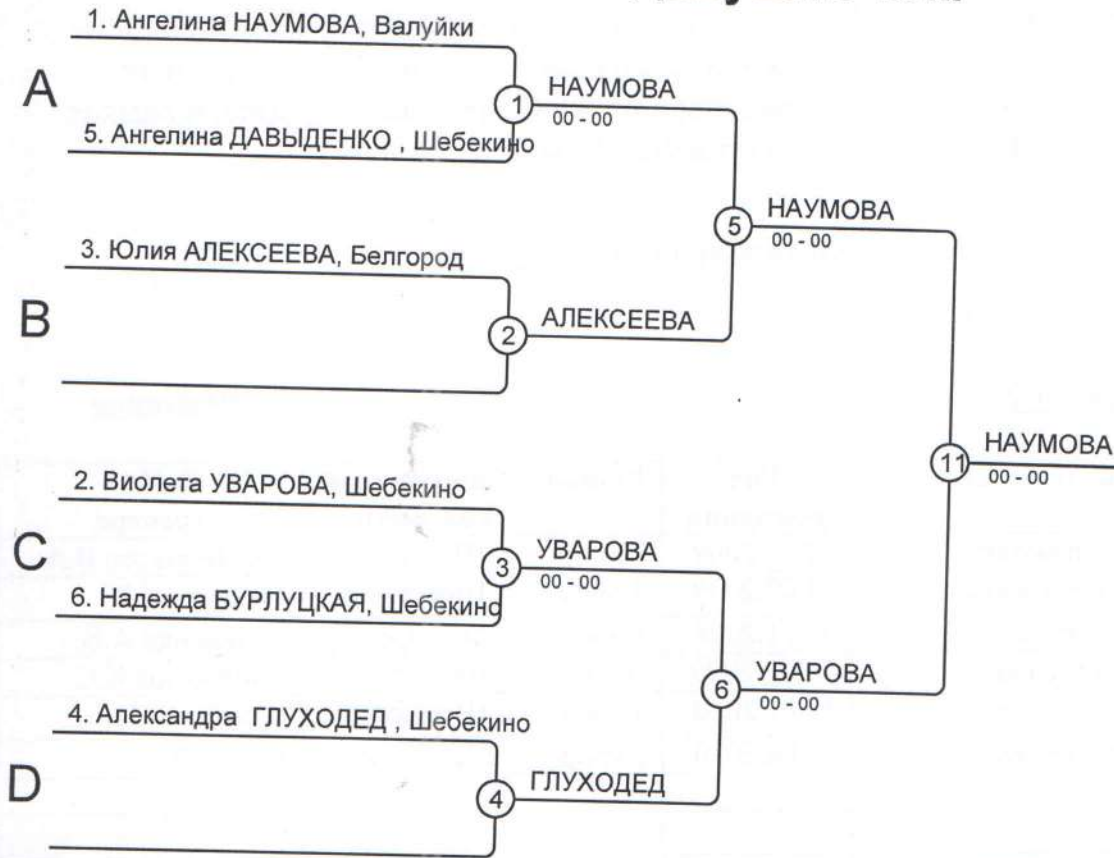 1. Ангелина НАУМОВА, Валуйки
A
1
НАУМОВА
00 - 00
5. Ангелина ДАВЫДЕНКО , Шебекино
5
НАУМОВА
00 - 00
3. Юлия АЛЕКСЕЕВА, Белгород
B
2
АЛЕКСЕЕВА
11
НАУМОВА
00 - 00
2. Виолета УВАРОВА, Шебекино
C
3
УВАРОВА
00 - 00
6. Надежда БУРЛУЦКАЯ, Шебекино
6
УВАРОВА
00 - 00
4. Александра ГЛУХОДЕД , Шебекино
D
4
ГЛУХОДЕД